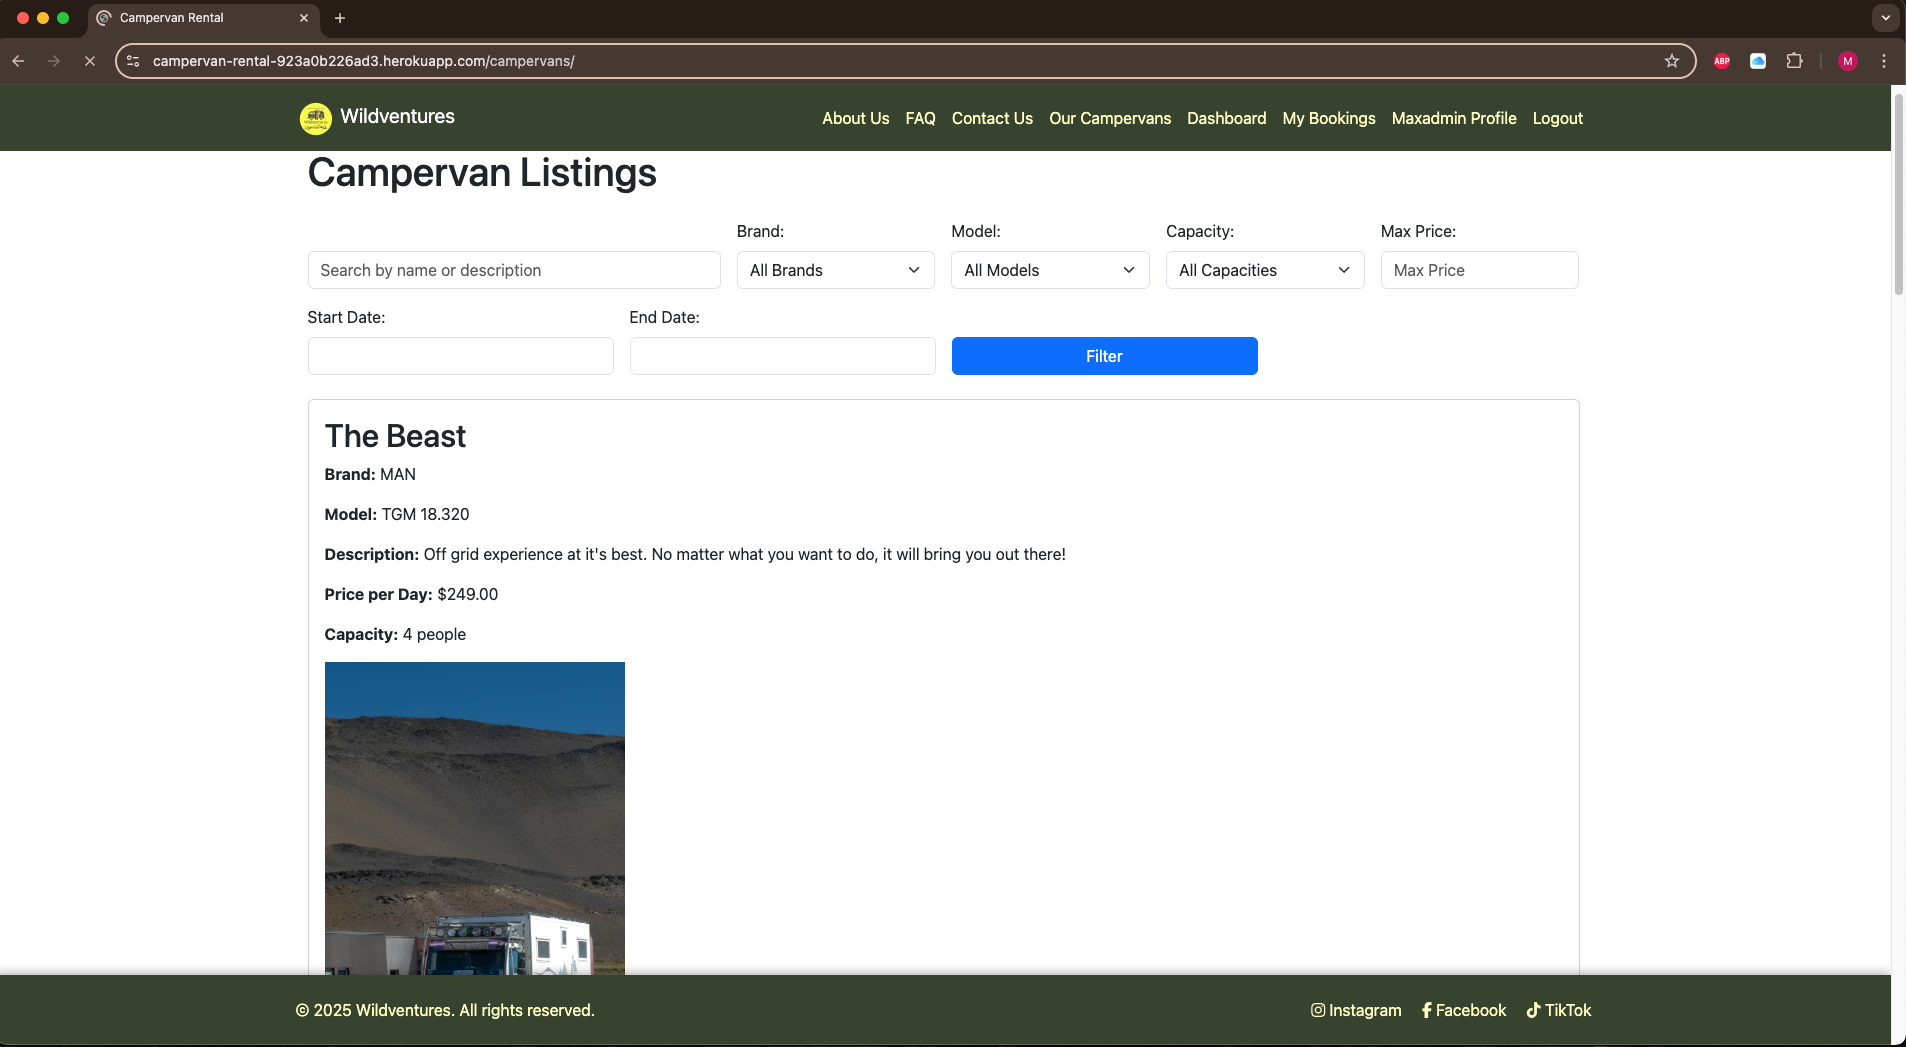 Campervan Rental
campervan-rental-923a0b226ad3.herokuapp.com/campervans/
ABP
M
Wildventures
About Us FAQ Contact Us Our Campervans Dashboard My Bookings Maxadmin Profile Logout
Campervan Listings
Brand: Model: Capacity: Max Price:
Search by name or description All Brands All Models All Capacities Max Price
Start Date: End Date:
Filter
The Beast
Brand: MAN
Model: TGM 18.320
Description: Off grid experience at it's best. No matter what you want to do, it will bring you out there!
Price per Day: $249.00
Capacity: 4 people
© 2025 Wildventures. All rights reserved. Instagram Facebook TikTok